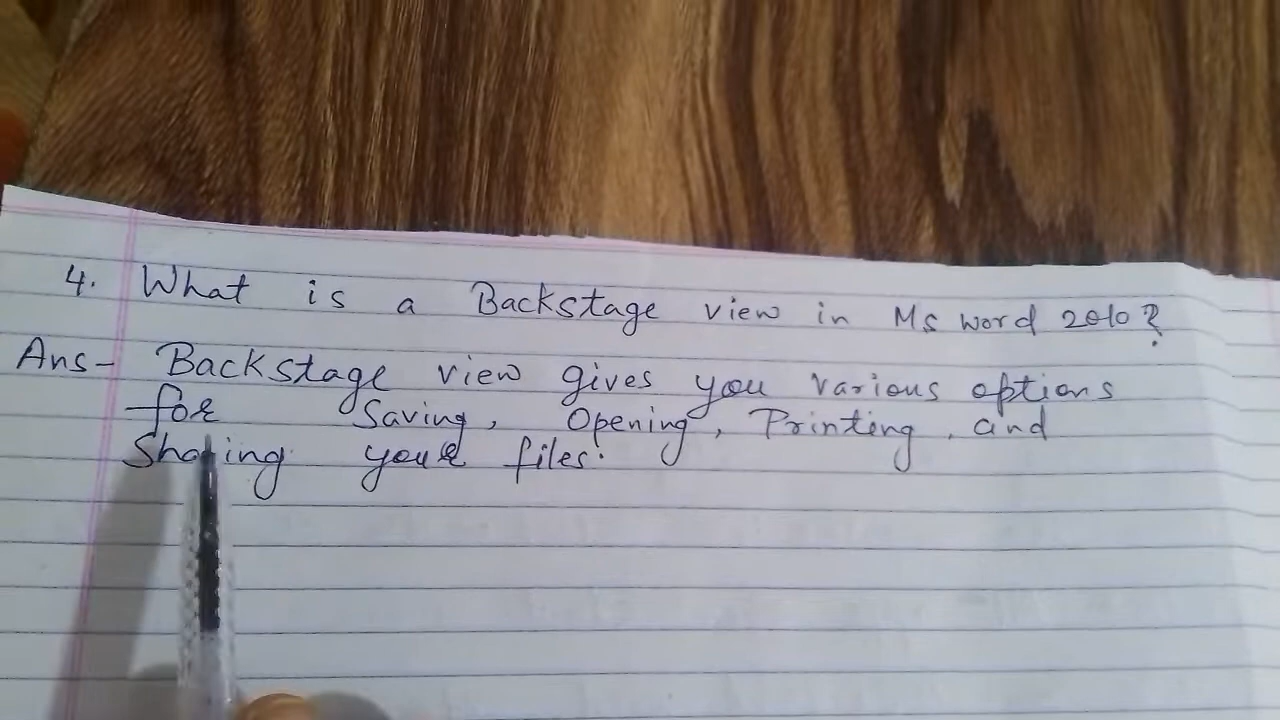 4. What is a Backstage view in Ms Word 2010?
Ans- Backstage view gives you various options
for Saving, Opening, Printing, and
Sharing your files.